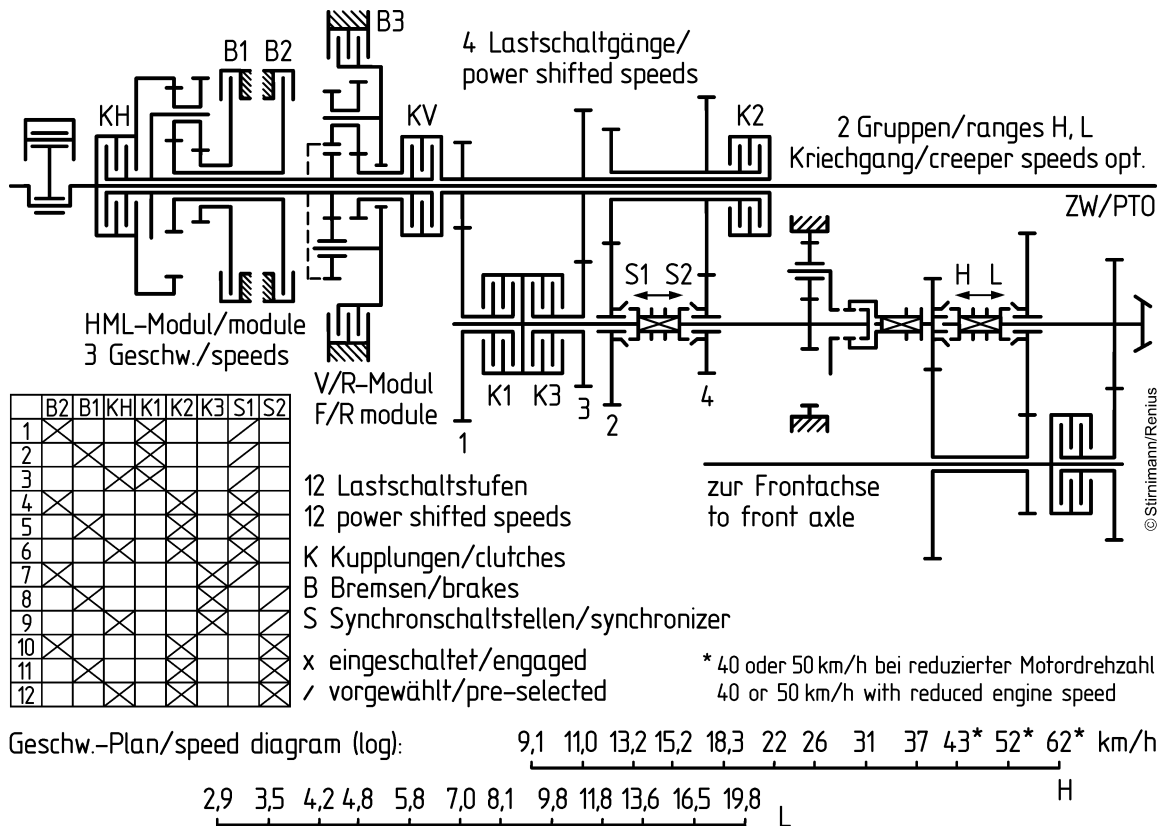 B3
4 Lastschaltgänge/
power shifted speeds
B1 B2
KH
KV
K2
2 Gruppen/ranges H, L
Kriechgang/creeper speeds opt.
ZW/PTO
S1 S2
H L
HML-Modul/module
3 Geschw./speeds
V/R-Modul
F/R module
K1 K3
1
3
2
4
zur Frontachse
to front axle
©Stirnimann/Renius
B2 B1 KH K1 K2 K3 S1 S2
1 x x /
2 x x /
3 x x /
4 x x x
5 x x x
6 x x x
7 x x /
8 x x /
9 x x /
10 x x x
11 x x x
12 x x x
12 Lastschaltstufen
12 power shifted speeds
K Kupplungen/clutches
B Bremsen/brakes
S Synchronschaltstellen/synchronizer
x eingeschaltet/engaged
/ vorgewählt/pre-selected
* 40 oder 50 km/h bei reduzierter Motordrehzahl
40 or 50 km/h with reduced engine speed
Geschw.-Plan/speed diagram (log):
9,1 11,0 13,2 15,2 18,3 22 26 31 37 43* 52* 62* km/h
H
2,9 3,5 4,2 4,8 5,8 7,0 8,1 9,8 11,8 13,6 16,5 19,8
L